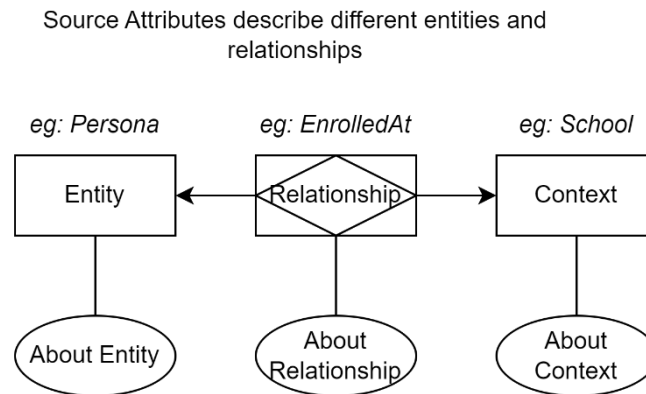 Source Attributes describe different entities and
relationships
eg: Persona
eg: EnrolledAt
eg: School
Entity
Relationship
Context
About Entity
About
Relationship
About
Context